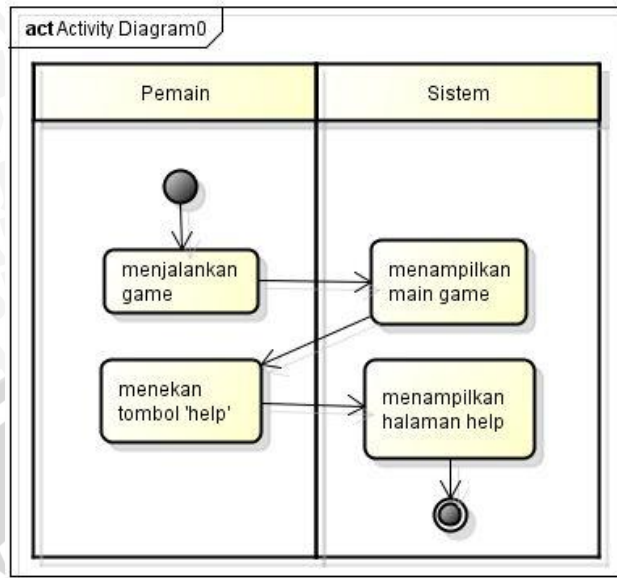 act Activity Diagram0
Pemain
Sistem
menjalankan
game
menampilkan
main game
menekan
tombol 'help'
menampilkan
halaman help